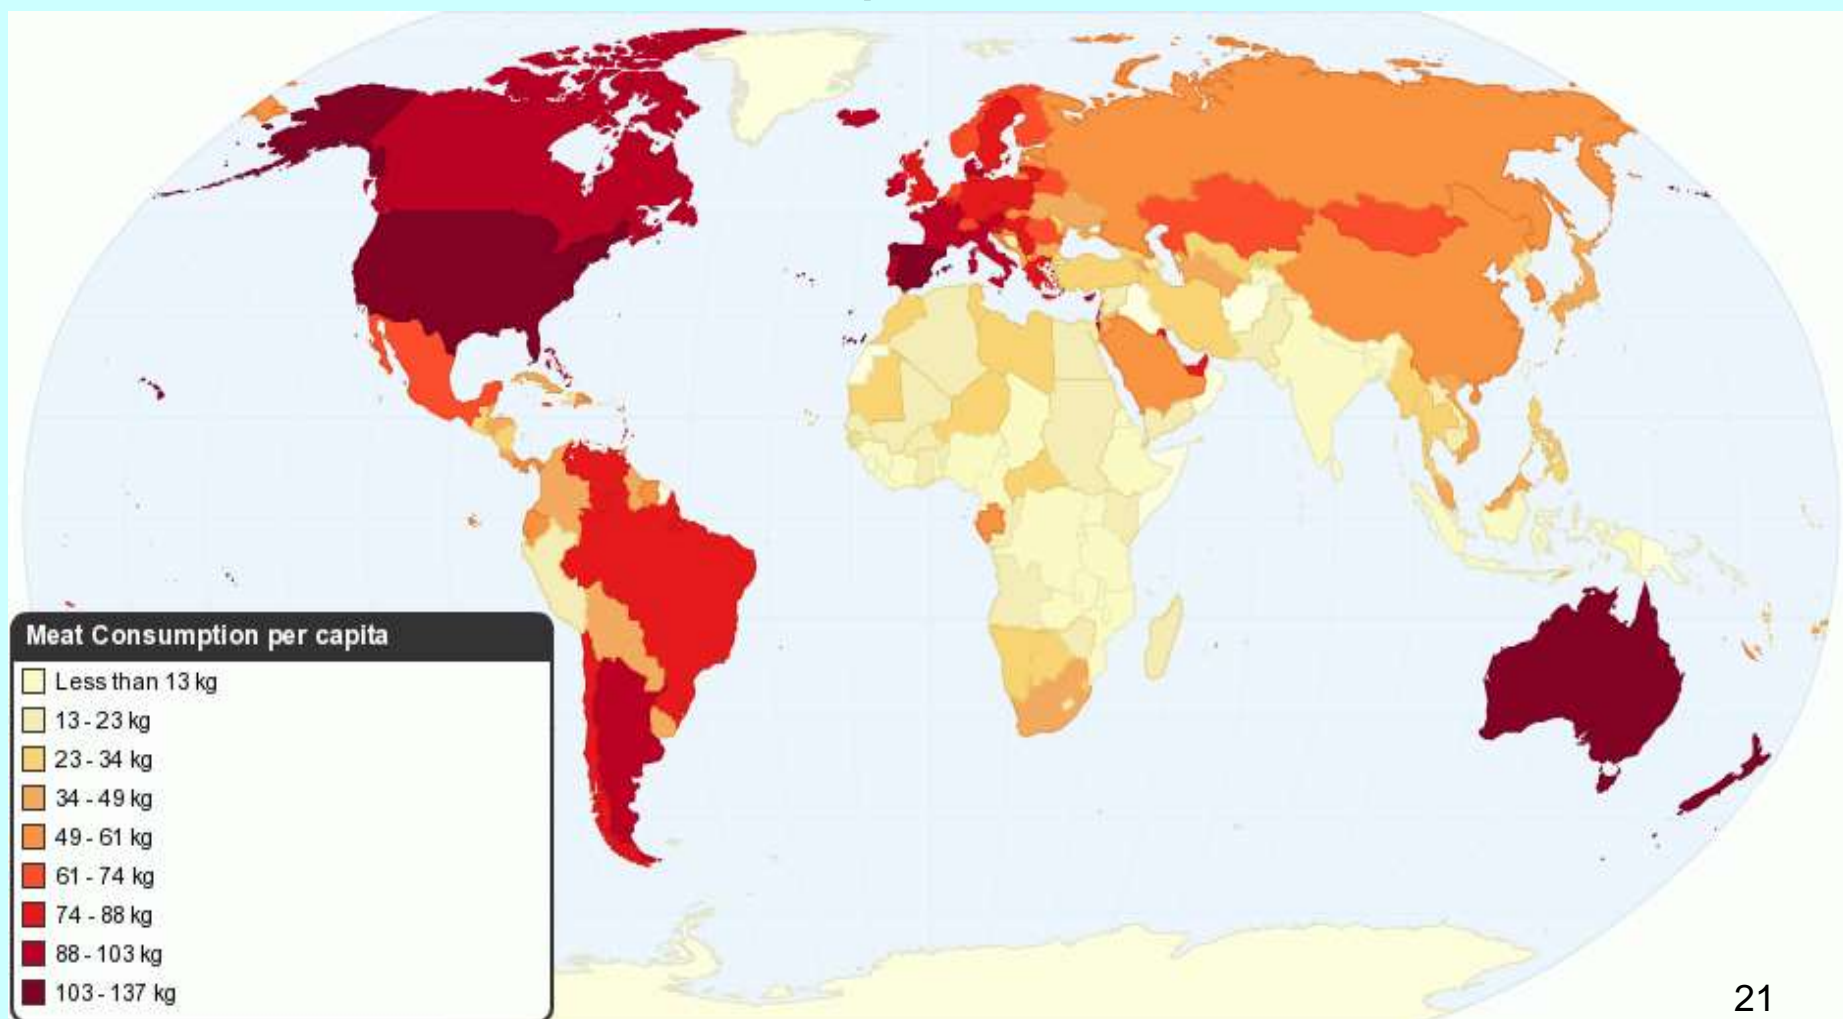 Meat Consumption per capita
Less than 13 kg
13 - 23 kg
23 - 34 kg
34 - 49 kg
49 - 61 kg
61 - 74 kg
74 - 88 kg
88 - 103 kg
103 - 137 kg
21